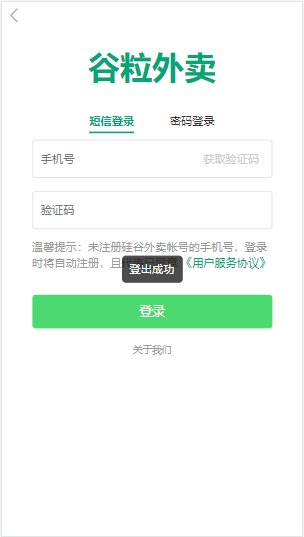 谷粒外卖
短信登录 密码登录
手机号 获取验证码
验证码
温馨提示：未注册硅谷外卖帐号的手机号，登录
时将自动注册，且《用户服务协议》
登出成功
登录
关于我们